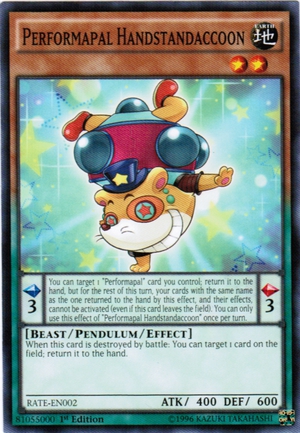 PERFORMAPAL HANDSTANDACCOON
EARTH
地
You can target 1 "Performapal" card you control; return it to the
hand, but for the rest of this turn, your cards with the same
name as the one returned to the hand by this effect, and their effects,
cannot be activated (even if this card leaves the field). You can only
use this effect of "Performapal Handstandaccoon" once per turn.
3
3
[BEAST/PENDULUM/EFFECT]
When this card is destroyed by battle: You can target 1 card on the
field; return it to the hand.
RATE-EN002
ATK/ 400 DEF/ 600
81055000
1st Edition
©1996 KAZUKI TAKAHASHI